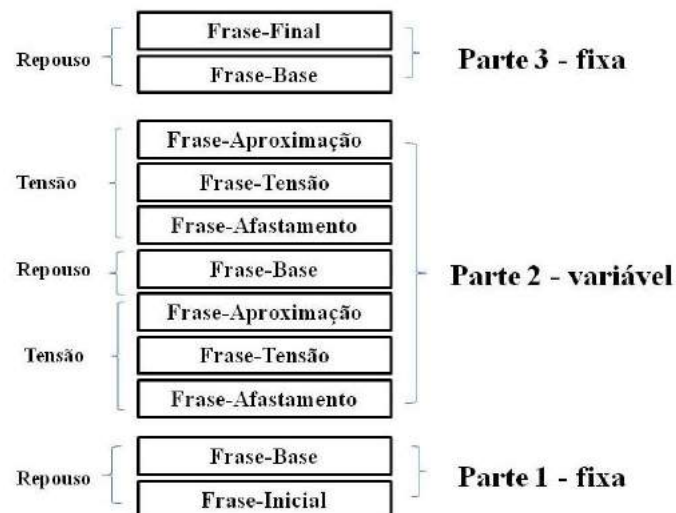 Frase-Final
Repouso
Parte 3 - fixa
Frase-Base
Frase-Aproximação
Tensão
Frase-Tensão
Frase-Afastamento
Repouso
Frase-Base
Parte 2 - variável
Frase-Aproximação
Tensão
Frase-Tensão
Frase-Afastamento
Frase-Base
Repouso
Parte 1 - fixa
Frase-Inicial